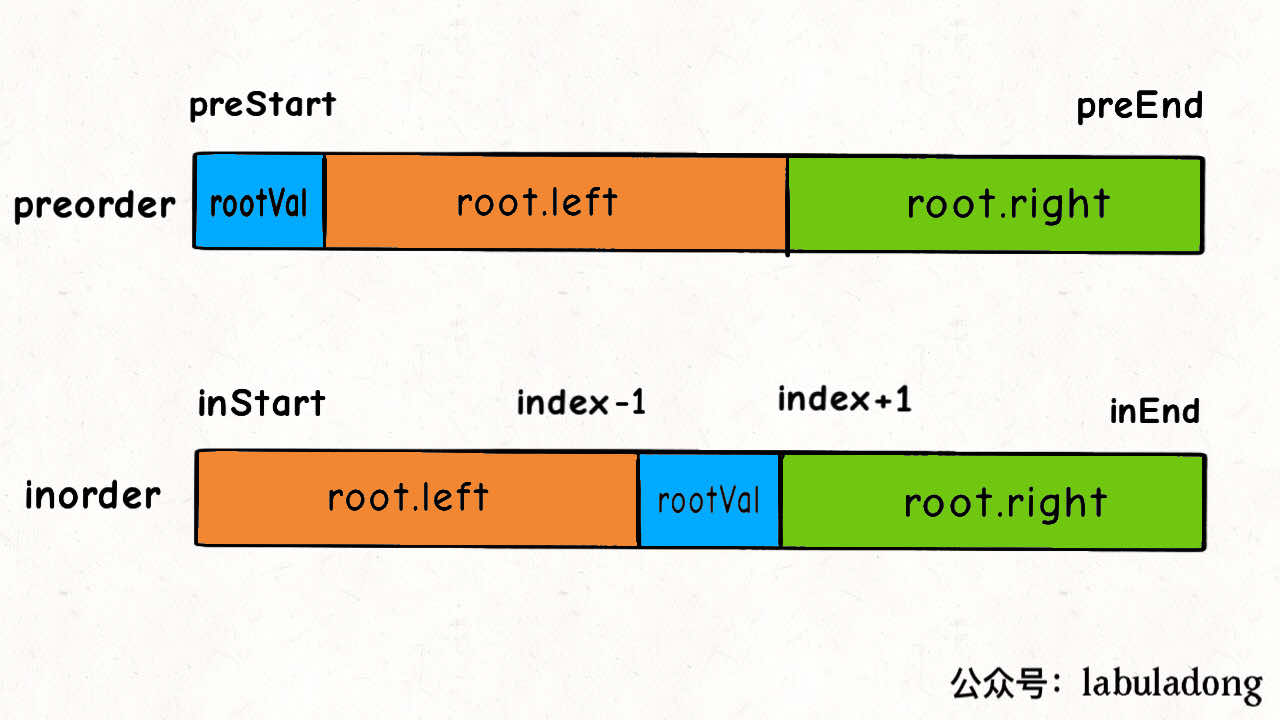 preStart preEnd
preorder rootVal root.left root.right
inStart index-1 index+1 inEnd
inorder root.left rootVal root.right
公众号：labuladong